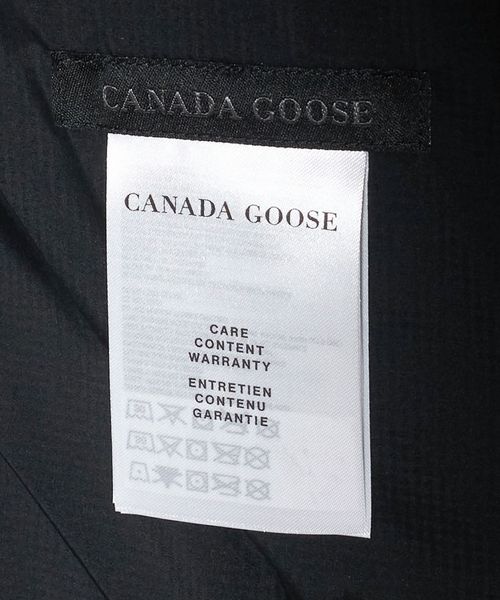 CANADA GOOSE
CANADA GOOSE
CARE
CONTENT
WARRANTY
ENTRETIEN
CONTENU
GARANTIE